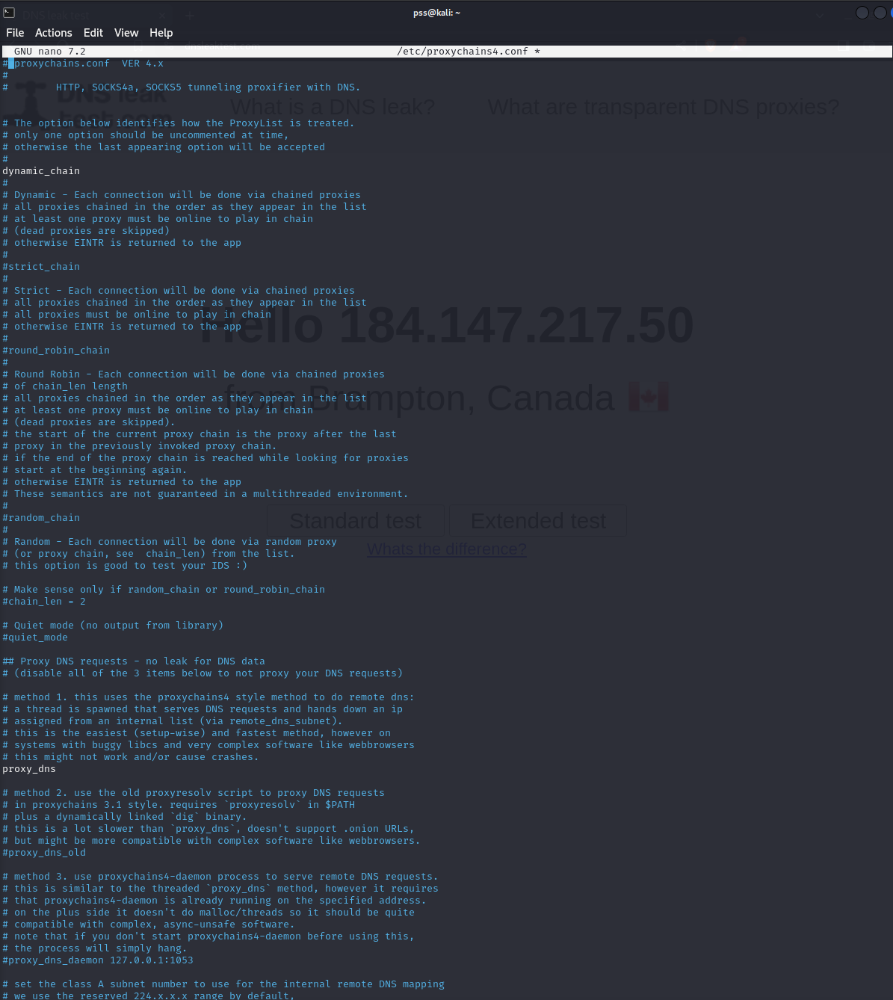 DNS leak test
pss@kali: ~
File Actions Edit View Help
GNU nano 7.2 /etc/proxychains4.conf *
# proxychains.conf  VER 4.x
#
#        HTTP, SOCKS4a, SOCKS5 tunneling proxifier with DNS.
DNS leak
test.com
What is a DNS leak? What are transparent DNS proxies?
# The option below identifies how the ProxyList is treated.
# only one option should be uncommented at time,
# otherwise the last appearing option will be accepted
#
dynamic_chain
#
# Dynamic - Each connection will be done via chained proxies
# all proxies chained in the order as they appear in the list
# at least one proxy must be online to play in chain
# (dead proxies are skipped)
# otherwise EINTR is returned to the app
#
#strict_chain
#
# Strict - Each connection will be done via chained proxies
# all proxies chained in the order as they appear in the list
# all proxies must be online to play in chain
# otherwise EINTR is returned to the app
Hello 184.147.217.50
#
#round_robin_chain
#
# Round Robin - Each connection will be done via chained proxies
# of chain_len length
# all proxies chained in the order as they appear in the list
from Brampton, Canada
# at least one proxy must be online to play in chain
# (dead proxies are skipped).
# the start of the current proxy chain is the proxy after the last
# proxy in the previously invoked proxy chain.
# if the end of the proxy chain is reached while looking for proxies
# start at the beginning again.
# otherwise EINTR is returned to the app
# These semantics are not guaranteed in a multithreaded environment.
#
#random_chain
Standard test Extended test
#
# Random - Each connection will be done via random proxy
Whats the difference?
# (or proxy chain, see  chain_len) from the list.
# this option is good to test your IDS :)
# Make sense only if random_chain or round_robin_chain
#chain_len = 2
# Quiet mode (no output from library)
#quiet_mode
## Proxy DNS requests - no leak for DNS data
# (disable all of the 3 items below to not proxy your DNS requests)
# method 1. this uses the proxychains4 style method to do remote dns:
# a thread is spawned that serves DNS requests and hands down an ip
# assigned from an internal list (via remote_dns_subnet).
# this is the easiest (setup-wise) and fastest method, however on
# systems with buggy libcs and very complex software like webbrowsers
# this might not work and/or cause crashes.
proxy_dns
# method 2. use the old proxyresolv script to proxy DNS requests
# in proxychains 3.1 style. requires `proxyresolv` in $PATH
# plus a dynamically linked `dig` binary.
# this is a lot slower than `proxy_dns`, doesn't support .onion URLs,
# but might be more compatible with complex software like webbrowsers.
#proxy_dns_old
# method 3. use proxychains4-daemon process to serve remote DNS requests.
# this is similar to the threaded `proxy_dns` method, however it requires
# that proxychains4-daemon is already running on the specified address.
# on the plus side it doesn't do malloc/threads so it should be quite
# compatible with complex, async-unsafe software.
# note that if you don't start proxychains4-daemon before using this,
# the process will simply hang.
#proxy_dns_daemon 127.0.0.1:1053
# set the class A subnet number to use for the internal remote DNS mapping
# we use the reserved 224.x.x.x range by default,